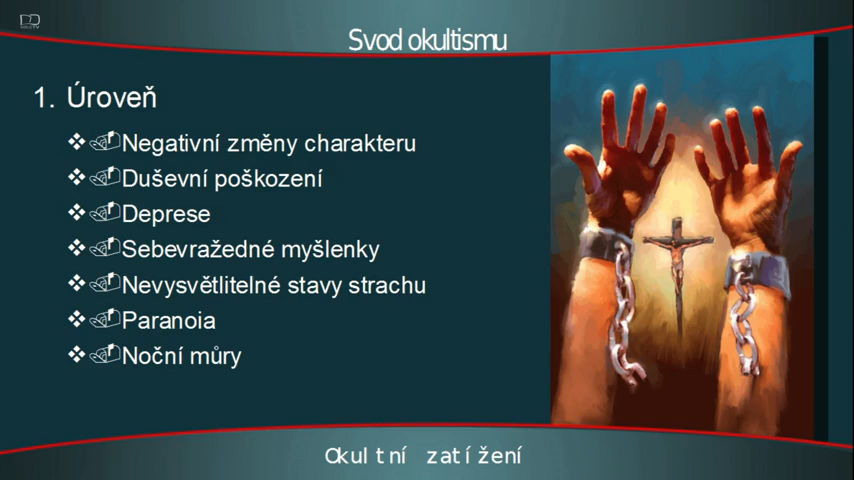 Svod okultismu
1. Úroveň
Negativní změny charakteru
Duševní poškození
Deprese
Sebevražedné myšlenky
Nevysvětlitelné stavy strachu
Paranoia
Noční můry
Okultní zatížení